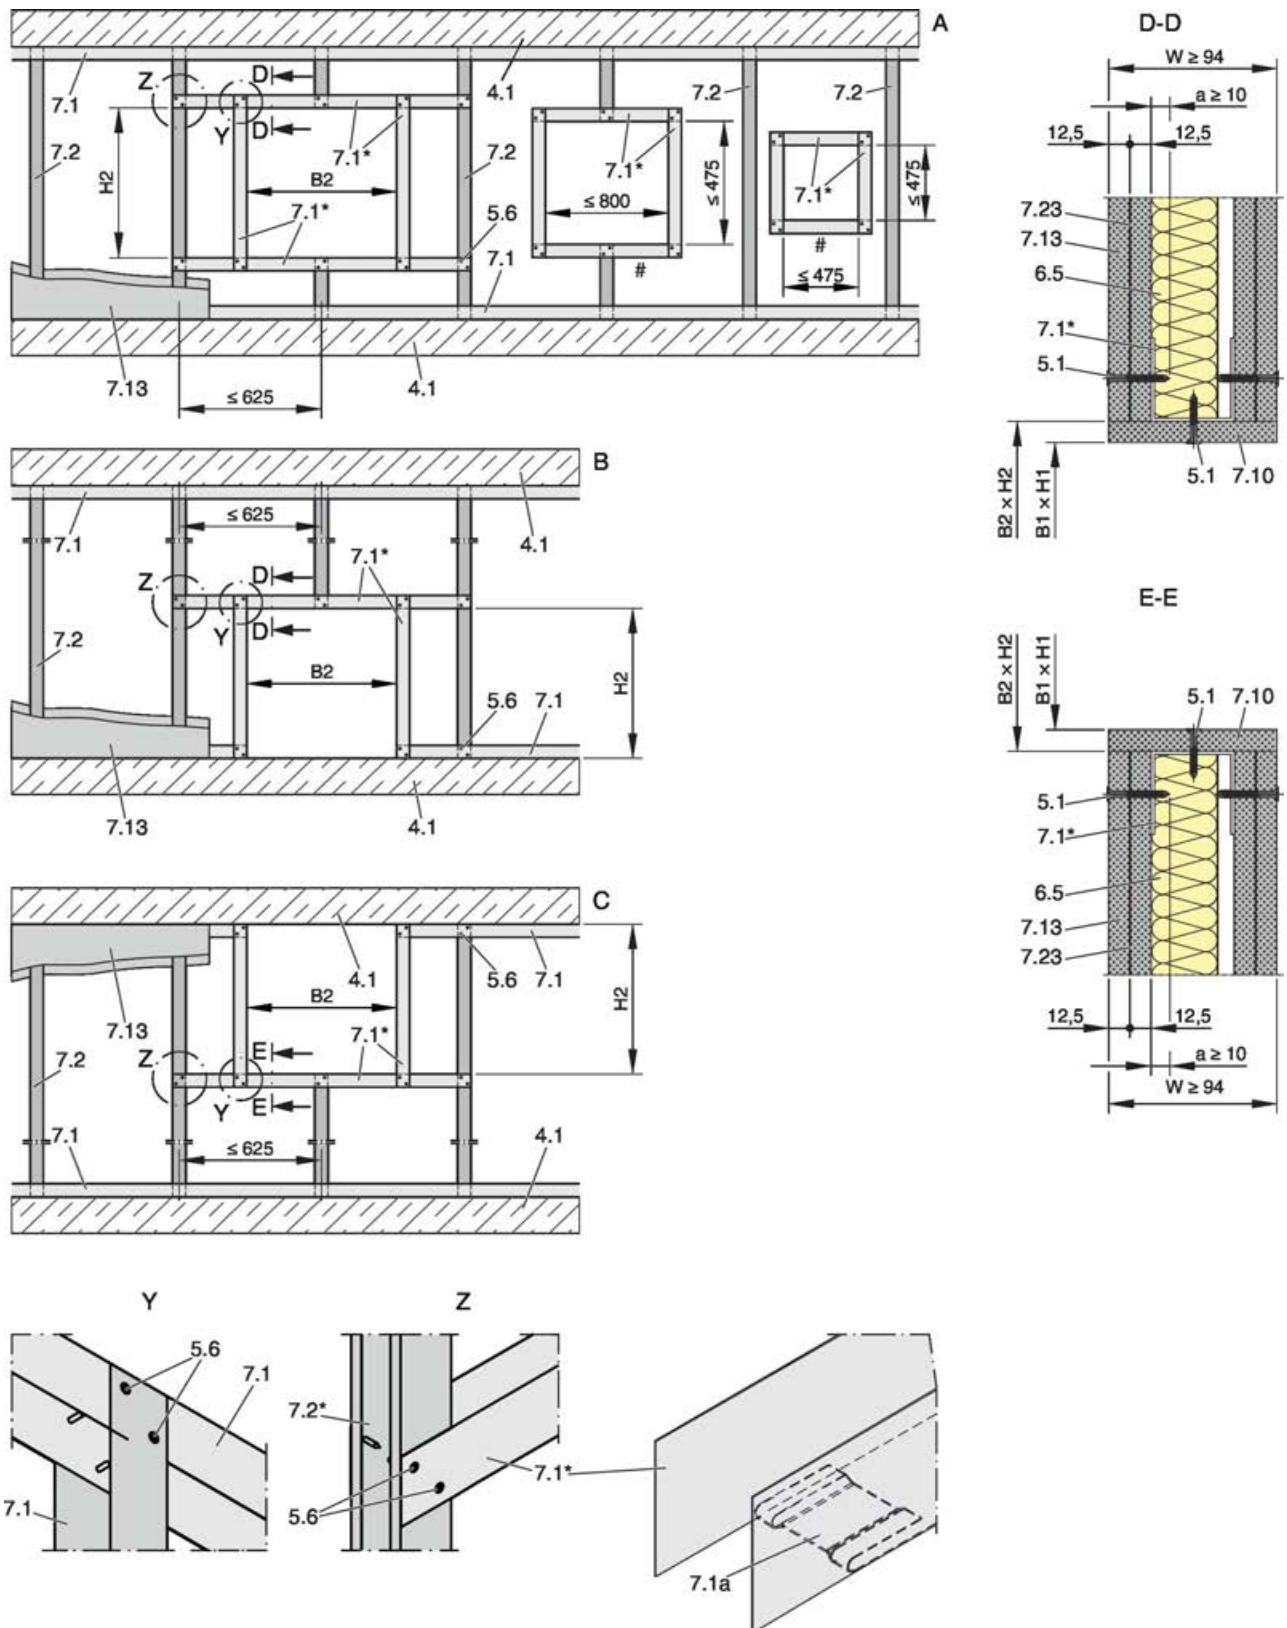 A
7.1
Z
D
4.1
7.2
7.2
7.2
H2
Y
D
7.1*
B2
7.1*
7.2
7.1*
≤ 800
≤ 475
7.1*
≤ 475
5.6
7.1
#
#
≤ 475
7.13
≤ 625
4.1
B
7.1
≤ 625
4.1
Z
D
7.1*
Y
D
7.2
B2
H2
5.6
7.1
7.13
4.1
C
7.13
4.1
B2
5.6
7.1
H2
7.2
Z
E
7.1*
Y
E
7.1
≤ 625
4.1
D-D
W ≥ 94
a ≥ 10
12,5
12,5
7.23
7.13
6.5
7.1*
5.1
B2 x H2
B1 x H1
5.1
7.10
E-E
B2 x H2
B1 x H1
5.1
7.10
5.1
7.1*
6.5
7.13
7.23
12,5
12,5
a ≥ 10
W ≥ 94
Y
5.6
7.1
7.1
Z
7.2*
7.1*
5.6
7.1a